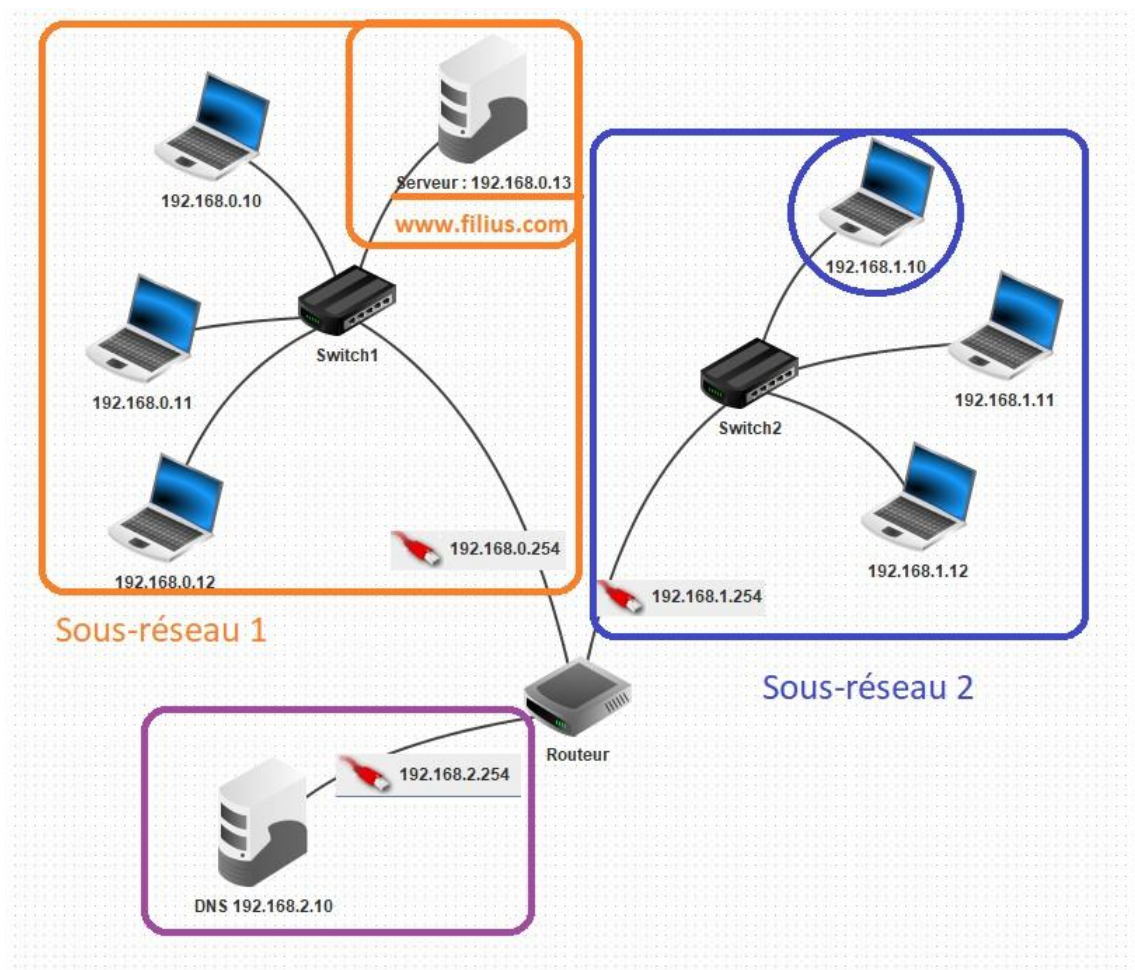 192.168.0.10
Serveur : 192.168.0.13
www.filius.com
192.168.1.10
Switch1
192.168.0.11
192.168.1.11
Switch2
192.168.0.254
192.168.1.12
192.168.0.12
192.168.1.254
Sous-réseau 1
Sous-réseau 2
Routeur
192.168.2.254
DNS 192.168.2.10